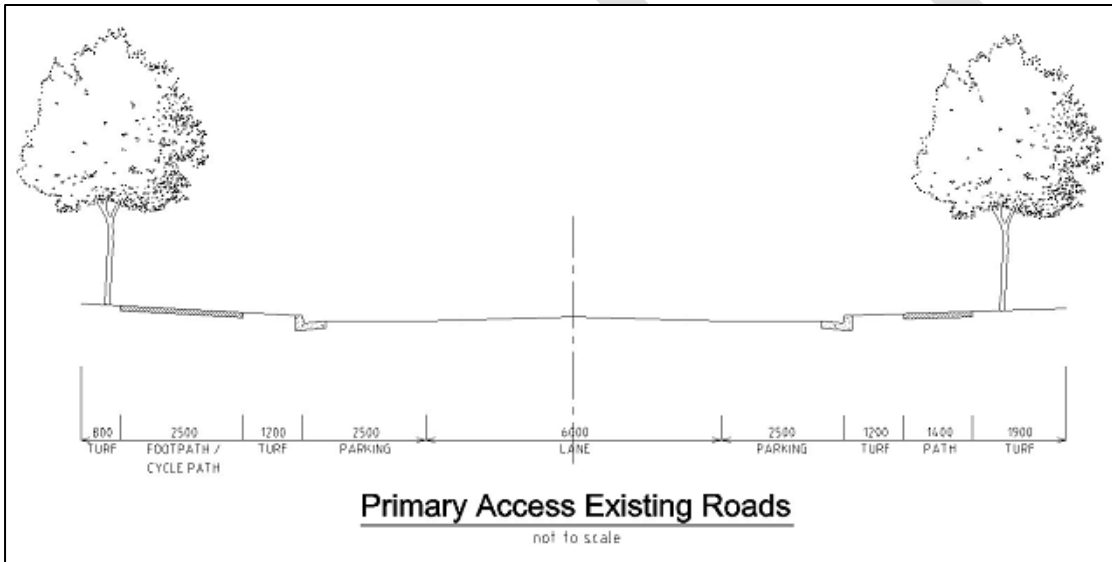 800 2500 1200 2500 6000 2500 1200 1400 1900
TURF FOOTPATH / TURF PARKING LANE PARKING TURF PATH TURF
CYCLE PATH
Primary Access Existing Roads
not to scale